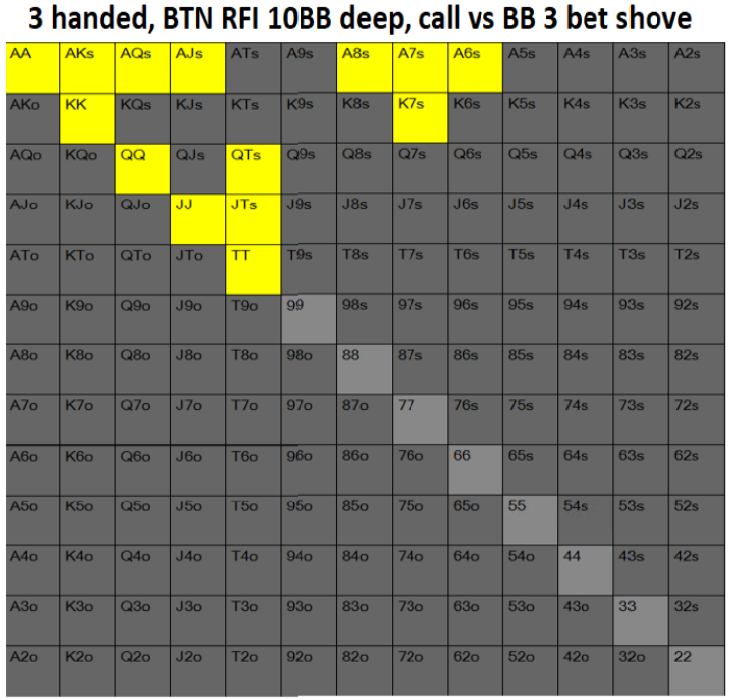 3 handed, BTN RFI 10BB deep, call vs BB 3 bet shove
AA AKs AQs AJs ATs A9s A8s A7s A6s A5s A4s A3s A2s
AKo KK KQs KJs KTs K9s K8s K7s K6s K5s K4s K3s K2s
AQo KQo QQ QJs QTs Q9s Q8s Q7s Q6s Q5s Q4s Q3s Q2s
AJo KJo QJo JJ JTs J9s J8s J7s J6s J5s J4s J3s J2s
ATo KTo QTo JTo TT T9s T8s T7s T6s T5s T4s T3s T2s
A9o K9o Q9o J9o T9o 99 98s 97s 96s 95s 94s 93s 92s
A8o K8o Q8o J8o T8o 98o 88 87s 86s 85s 84s 83s 82s
A7o K7o Q7o J7o T7o 97o 87o 77 76s 75s 74s 73s 72s
A6o K6o Q6o J6o T6o 96o 86o 76o 66 65s 64s 63s 62s
A5o K5o Q5o J5o T5o 95o 85o 75o 65o 55 54s 53s 52s
A4o K4o Q4o J4o T4o 94o 84o 74o 64o 54o 44 43s 42s
A3o K3o Q3o J3o T3o 93o 83o 73o 63o 53o 43o 33 32s
A2o K2o Q2o J2o T2o 92o 82o 72o 62o 52o 42o 32o 22